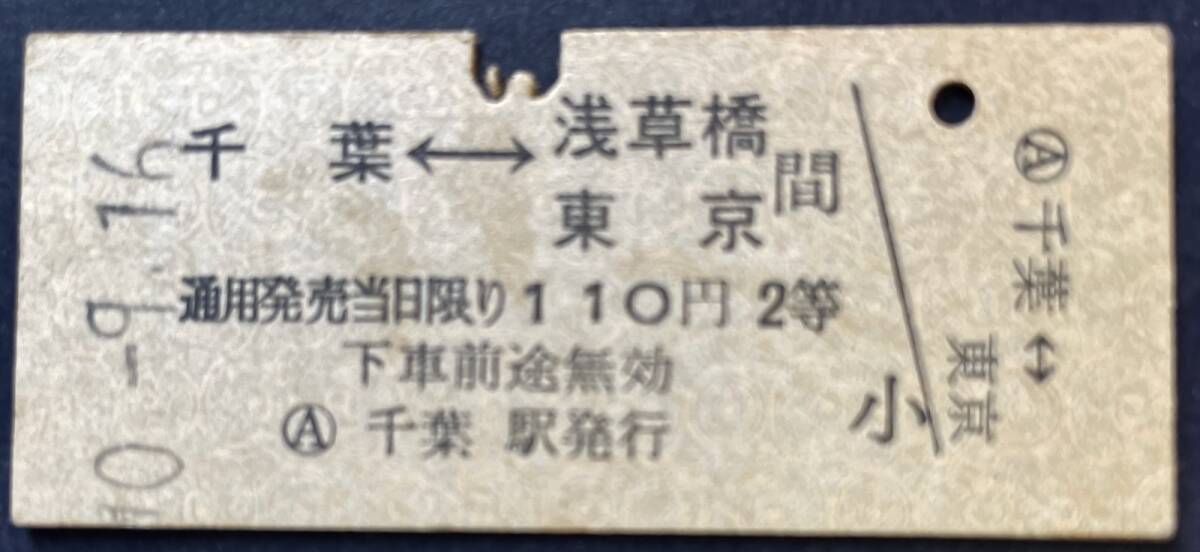 千葉↔浅草橋
東京間
通用発売当日限り110円 2等
下車前途無効
Ⓐ 千葉 駅発行
小
Ⓐ千葉↔
東京
-9.16